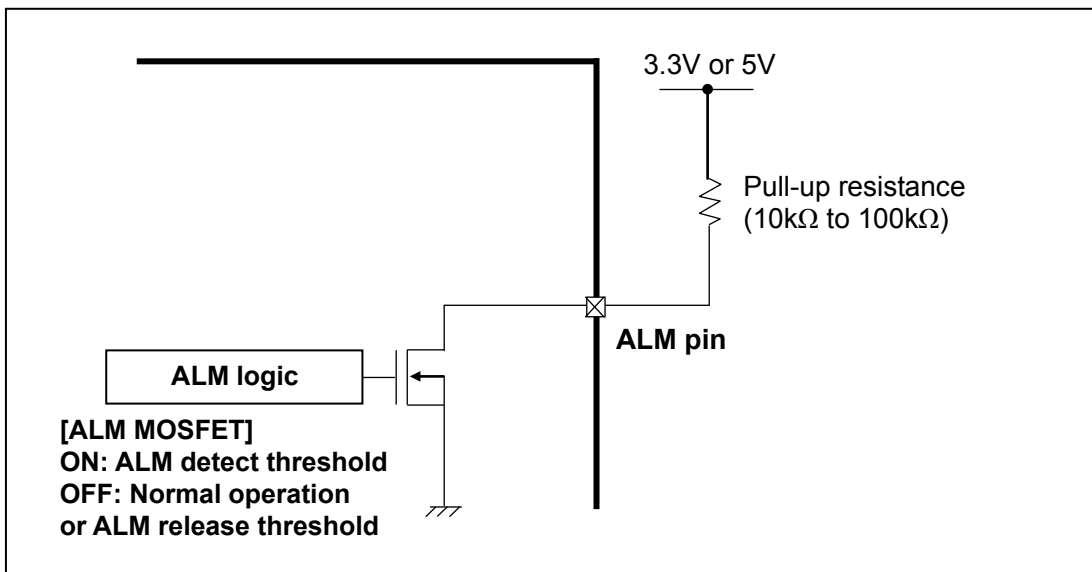 3.3V or 5V
Pull-up resistance
(10kΩ to 100kΩ)
ALM pin
ALM logic
[ALM MOSFET]
ON: ALM detect threshold
OFF: Normal operation
or ALM release threshold